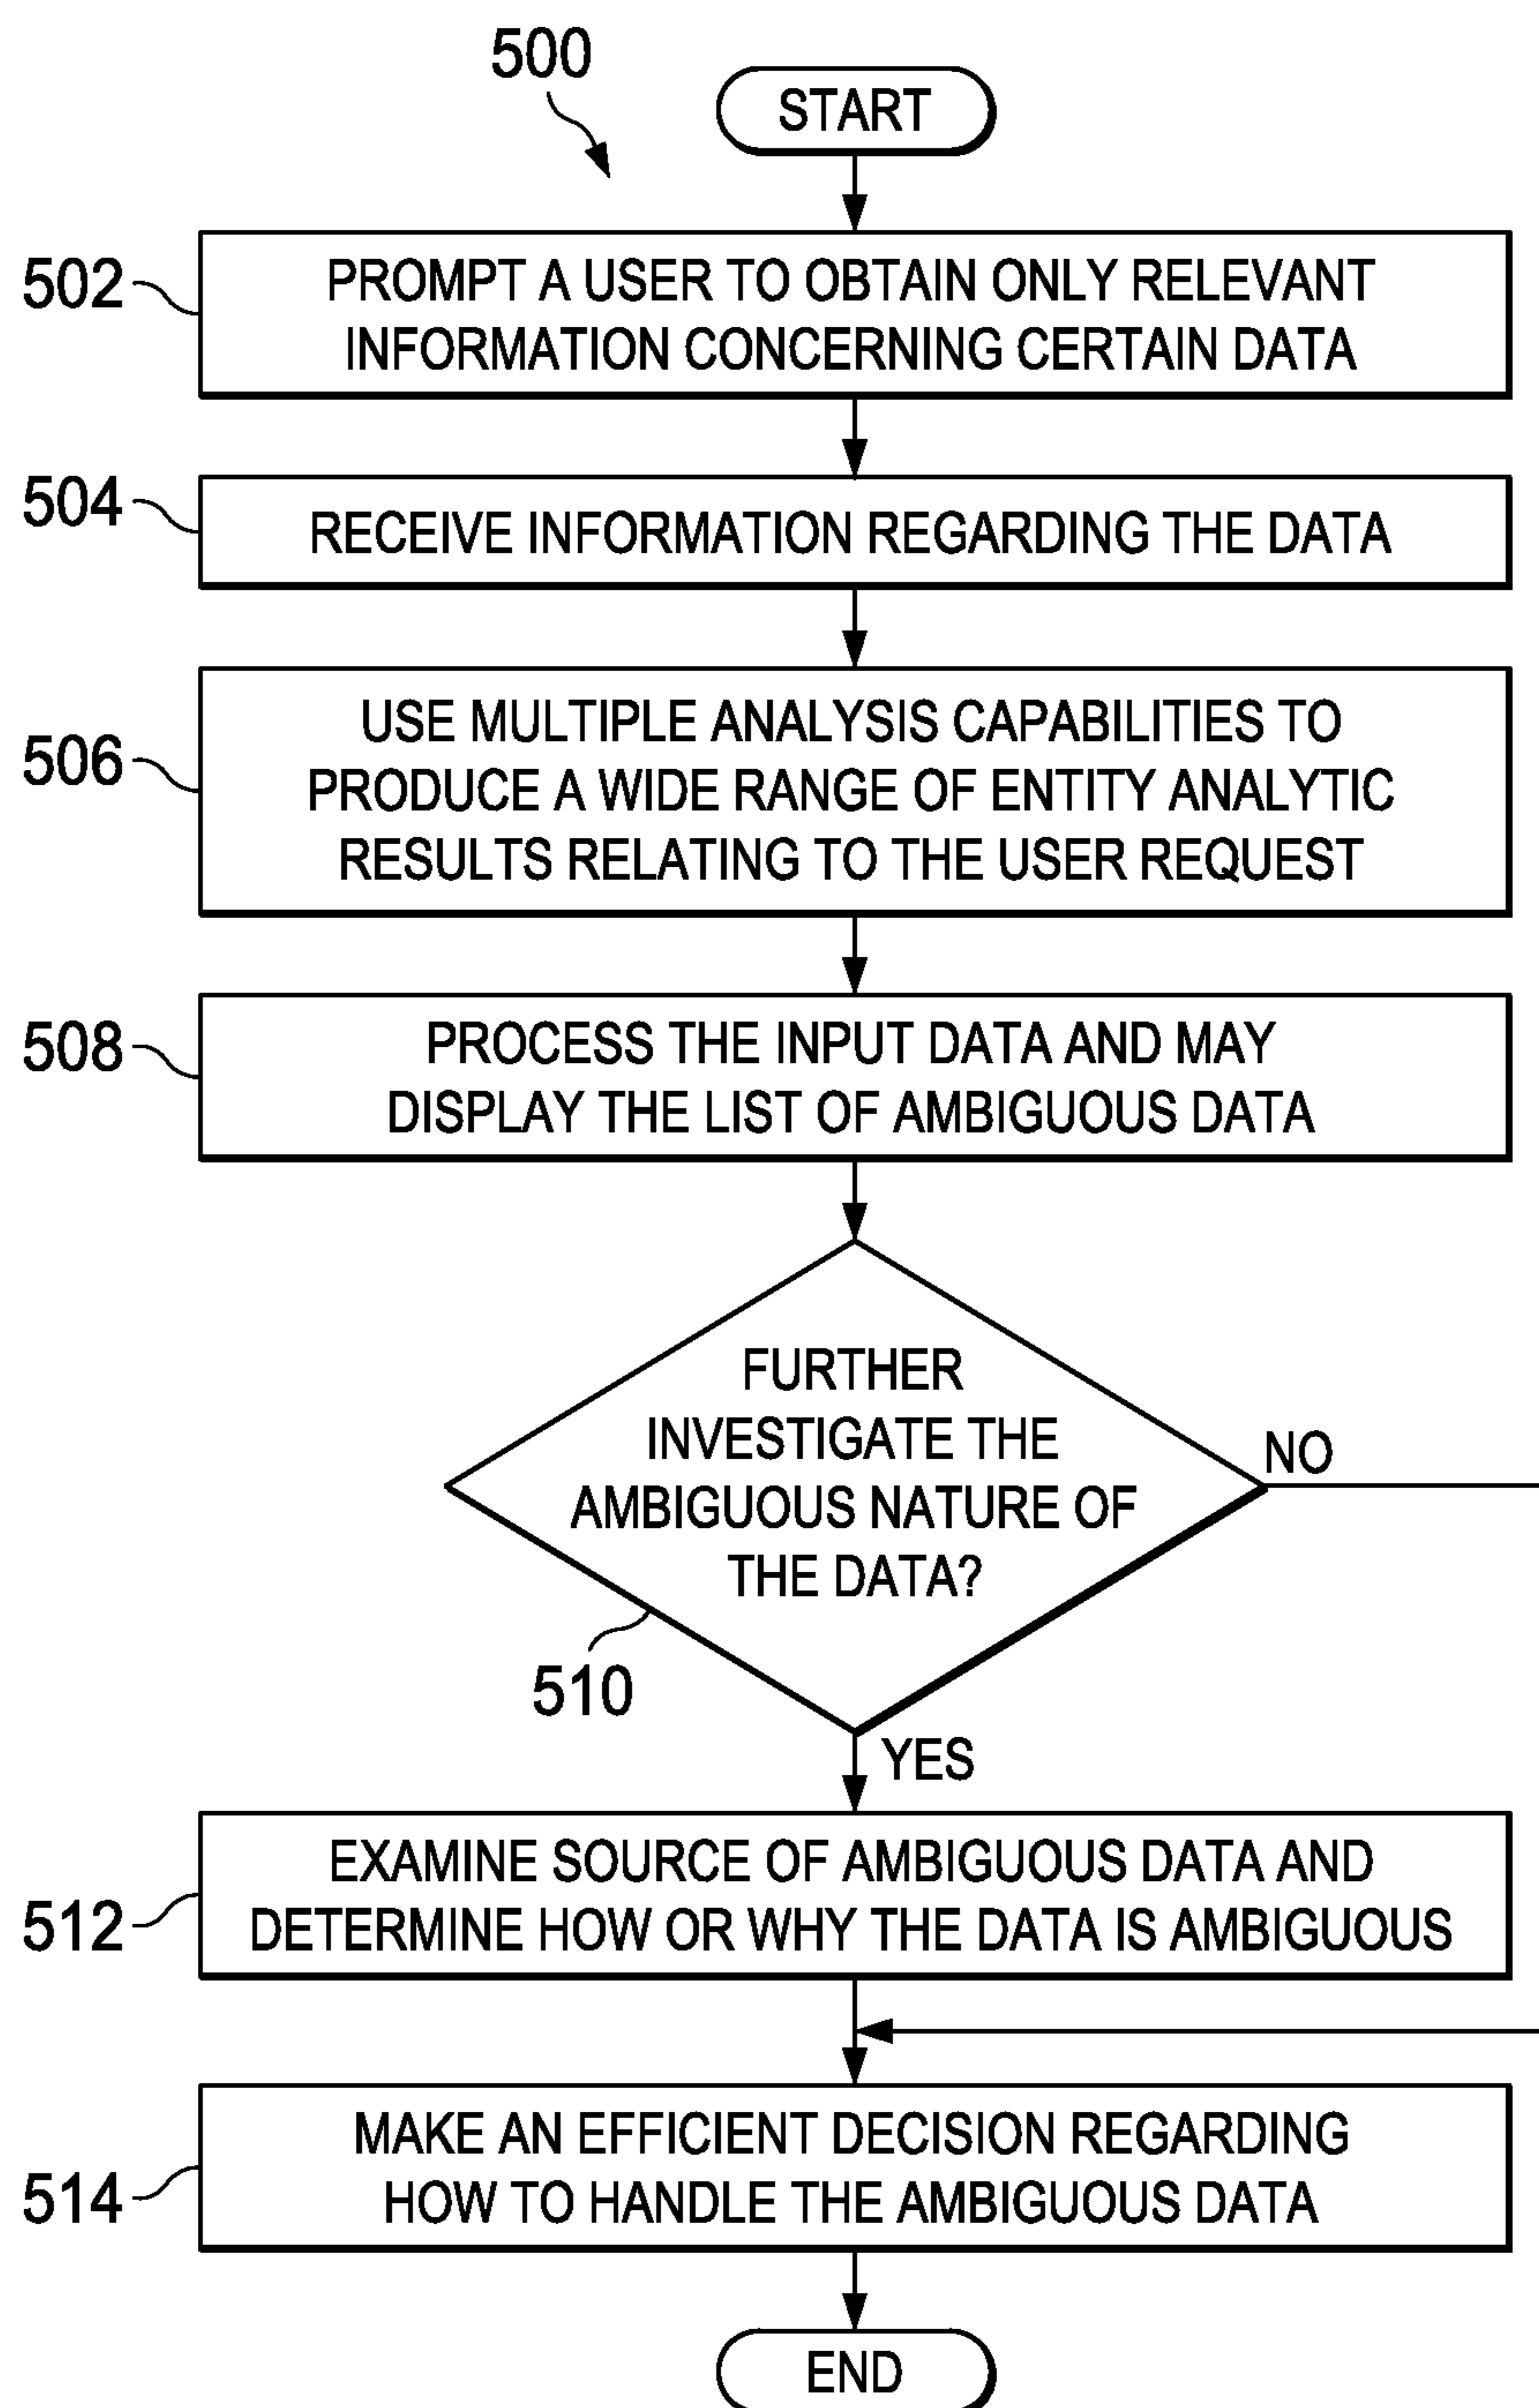 500
START
502
PROMPT A USER TO OBTAIN ONLY RELEVANT
INFORMATION CONCERNING CERTAIN DATA
504
RECEIVE INFORMATION REGARDING THE DATA
506
USE MULTIPLE ANALYSIS CAPABILITIES TO
PRODUCE A WIDE RANGE OF ENTITY ANALYTIC
RESULTS RELATING TO THE USER REQUEST
508
PROCESS THE INPUT DATA AND MAY
DISPLAY THE LIST OF AMBIGUOUS DATA
FURTHER
INVESTIGATE THE
AMBIGUOUS NATURE OF
THE DATA?
NO
510
YES
512
EXAMINE SOURCE OF AMBIGUOUS DATA AND
DETERMINE HOW OR WHY THE DATA IS AMBIGUOUS
514
MAKE AN EFFICIENT DECISION REGARDING
HOW TO HANDLE THE AMBIGUOUS DATA
END